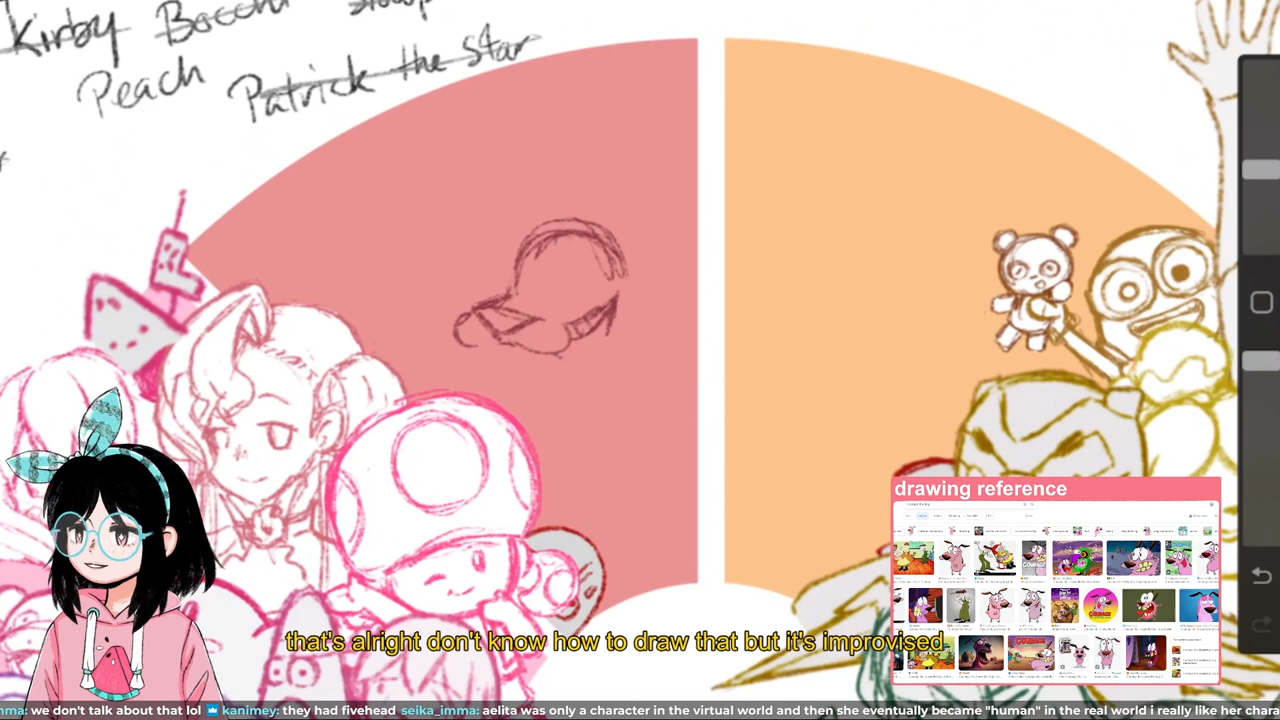 Kirby Bocchi
Peach Patrick the Star
drawing reference
that's alright don't know how to draw that but it's improvised
mma: we don't talk about that lol kanimey: they had fivehead seika_imma: aelita was only a character in the virtual world and then she eventually became "human" in the real world i really like her chara